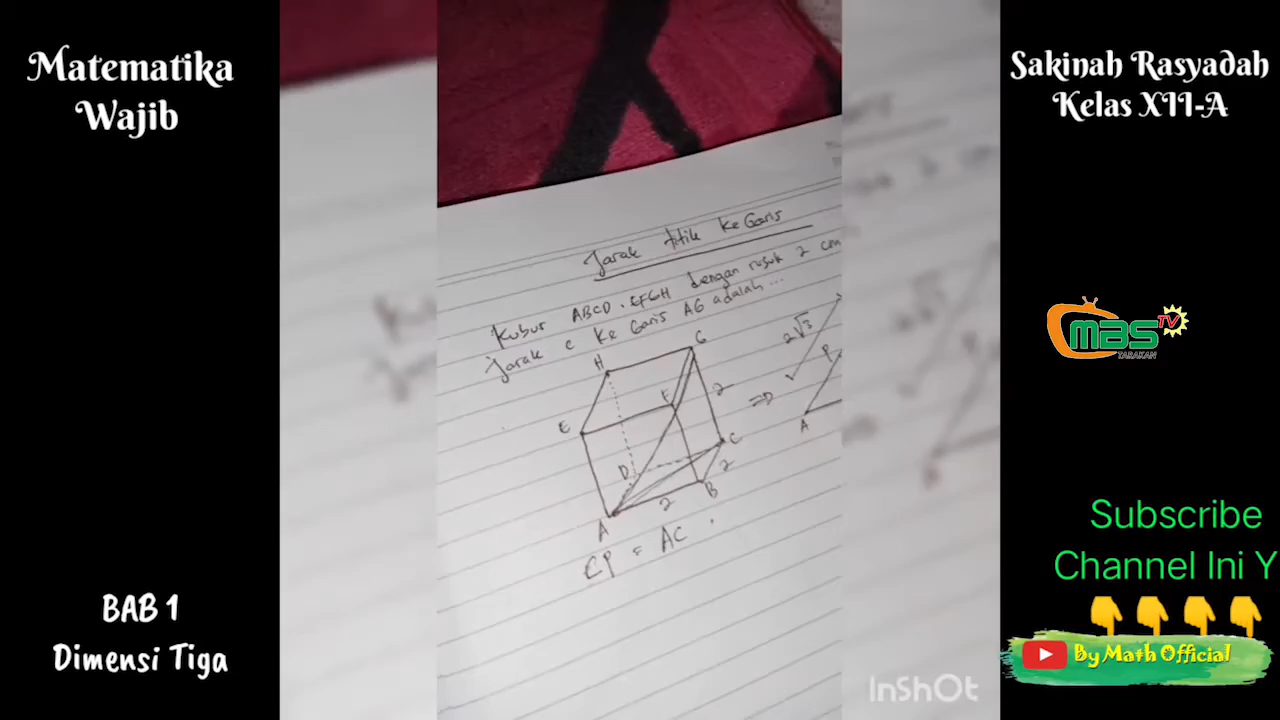 Matematika
Wajib
Sakinah Rasyadah
Kelas XII-A
Jarak titik ke Garis
Kubus ABCD.EFGH dengan rusuk 2 cm
Jarak C ke Garis AG adalah...
H
G
2√3
E
F
2
=>
P
A
D
C
2
B
2
A
CP = AC .
MBS TV
TARAKAN
BAB 1
Dimensi Tiga
Subscribe
Channel Ini Y
By Math Official
InShOt